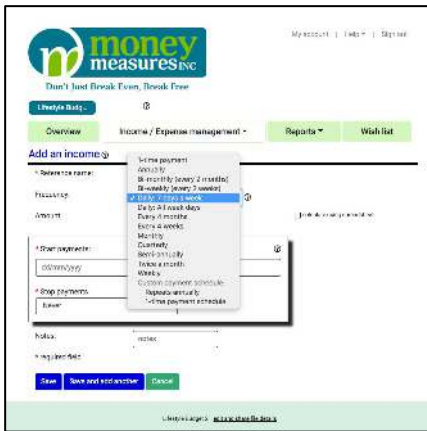 My account | Help | Sign out
money
measures INC
Don't Just Break Even, Break Free
Lifestyle Budg...
Overview
Income / Expense management
Reports
Wish list
Add an income
* Reference name:
Frequency:
Amount
1-time payment
Annually
Bi-monthly (every 2 months)
Bi-weekly (every 2 weeks)
✓ Daily: 7 days a week
Daily: All week days
Every 4 months
Every 4 weeks
Monthly
Quarterly
Semi-annually
Twice a month
Weekly
Custom payment schedule
Repeats annually
1-time payment schedule
* Start payments:
dd/mm/yyyy
* Stop payments
Never
Notes:
notes
* required field
Save
Save and add another
Cancel